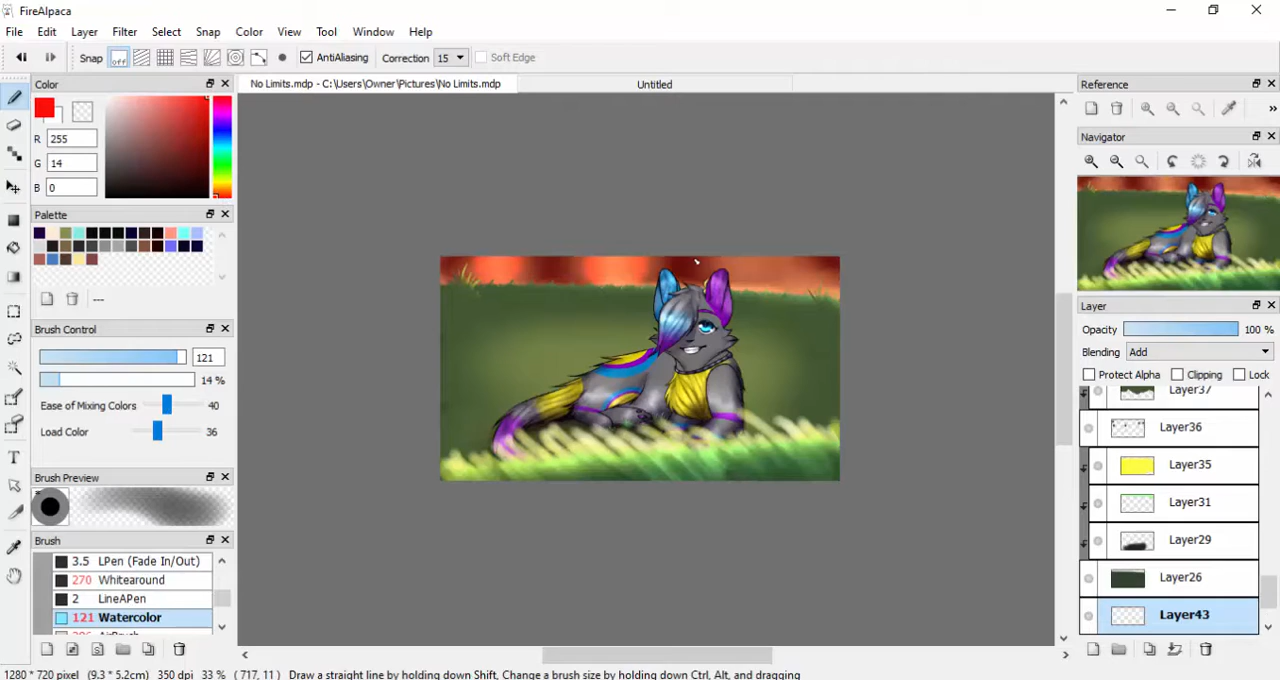 FireAlpaca
File Edit Layer Filter Select Snap Color View Tool Window Help
Snap off AntiAliasing Correction 15 Soft Edge
Color
R 255
G 14
B 0
Palette
---
Brush Control
121
14 %
Ease of Mixing Colors 40
Load Color 36
Brush Preview
Brush
3.5 LPen (Fade In/Out)
270 Whitearound
2 LineAPen
121 Watercolor
No Limits.mdp - C:\Users\Owner\Pictures\No Limits.mdp Untitled
Reference
»
Navigator
Layer
Opacity 100 %
Blending Add
Protect Alpha Clipping Lock
Layer37
Layer36
Layer35
Layer31
Layer29
Layer26
Layer43
1280 * 720 pixel (9.3 * 5.2cm) 350 dpi 33 % ( 717, 11 ) Draw a straight line by holding down Shift, Change a brush size by holding down Ctrl, Alt, and dragging